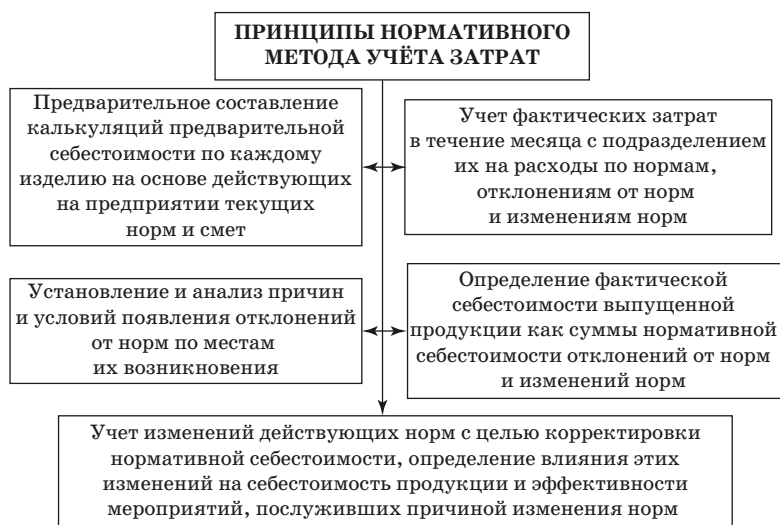 ПРИНЦИПЫ НОРМАТИВНОГО
МЕТОДА УЧЁТА ЗАТРАТ
Предварительное составление
калькуляций предварительной
себестоимости по каждому
изделию на основе действующих
на предприятии текущих
норм и смет
Учет фактических затрат
в течение месяца с подразделением
их на расходы по нормам,
отклонениям от норм
и изменениям норм
Установление и анализ причин
и условий появления отклонений
от норм по местам
их возникновения
Определение фактической
себестоимости выпущенной
продукции как суммы нормативной
себестоимости отклонений от норм
и изменений норм
Учет изменений действующих норм с целью корректировки
нормативной себестоимости, определение влияния этих
изменений на себестоимость продукции и эффективности
мероприятий, послуживших причиной изменения норм